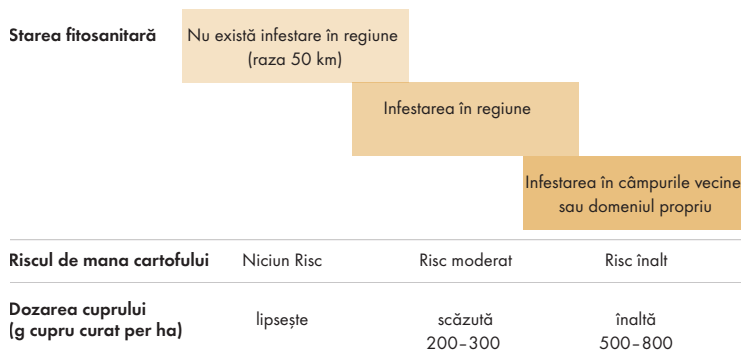 Starea fitosanitară
Nu există infestare în regiune
(raza 50 km)
Infestarea în regiune
Infestarea în câmpurile vecine
sau domeniul propriu
Riscul de mana cartofului
Niciun Risc
Risc moderat
Risc înalt
Dozarea cuprului
(g cupru curat per ha)
lipsește
scăzută
200–300
înaltă
500–800